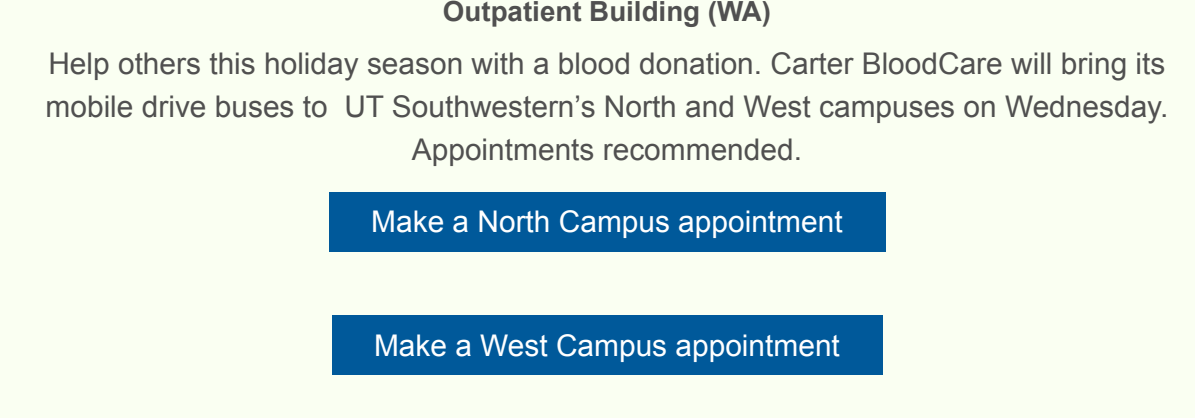 Outpatient Building (WA)
Help others this holiday season with a blood donation. Carter BloodCare will bring its
mobile drive buses to  UT Southwestern’s North and West campuses on Wednesday.
Appointments recommended.
Make a North Campus appointment
Make a West Campus appointment